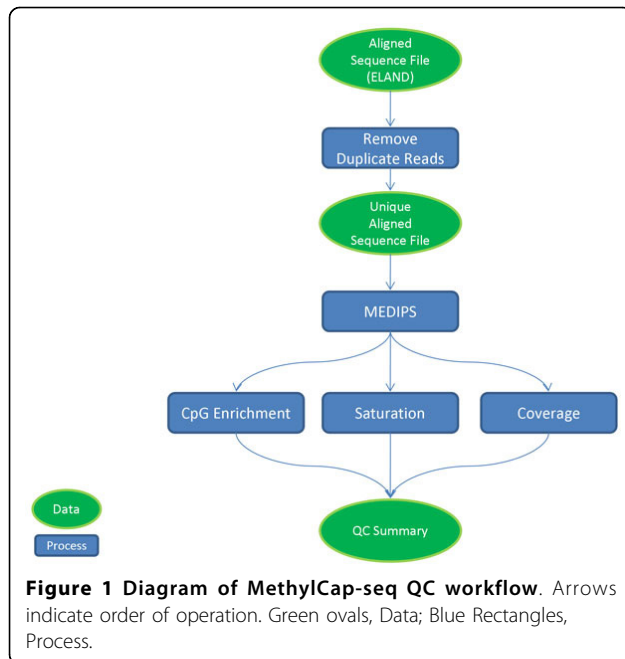 Aligned
Sequence File
(ELAND)
Remove
Duplicate Reads
Unique
Aligned
Sequence File
MEDIPS
CpG Enrichment
Saturation
Coverage
Data
Process
QC Summary
Figure 1 Diagram of MethylCap-seq QC workflow. Arrows
indicate order of operation. Green ovals, Data; Blue Rectangles,
Process.